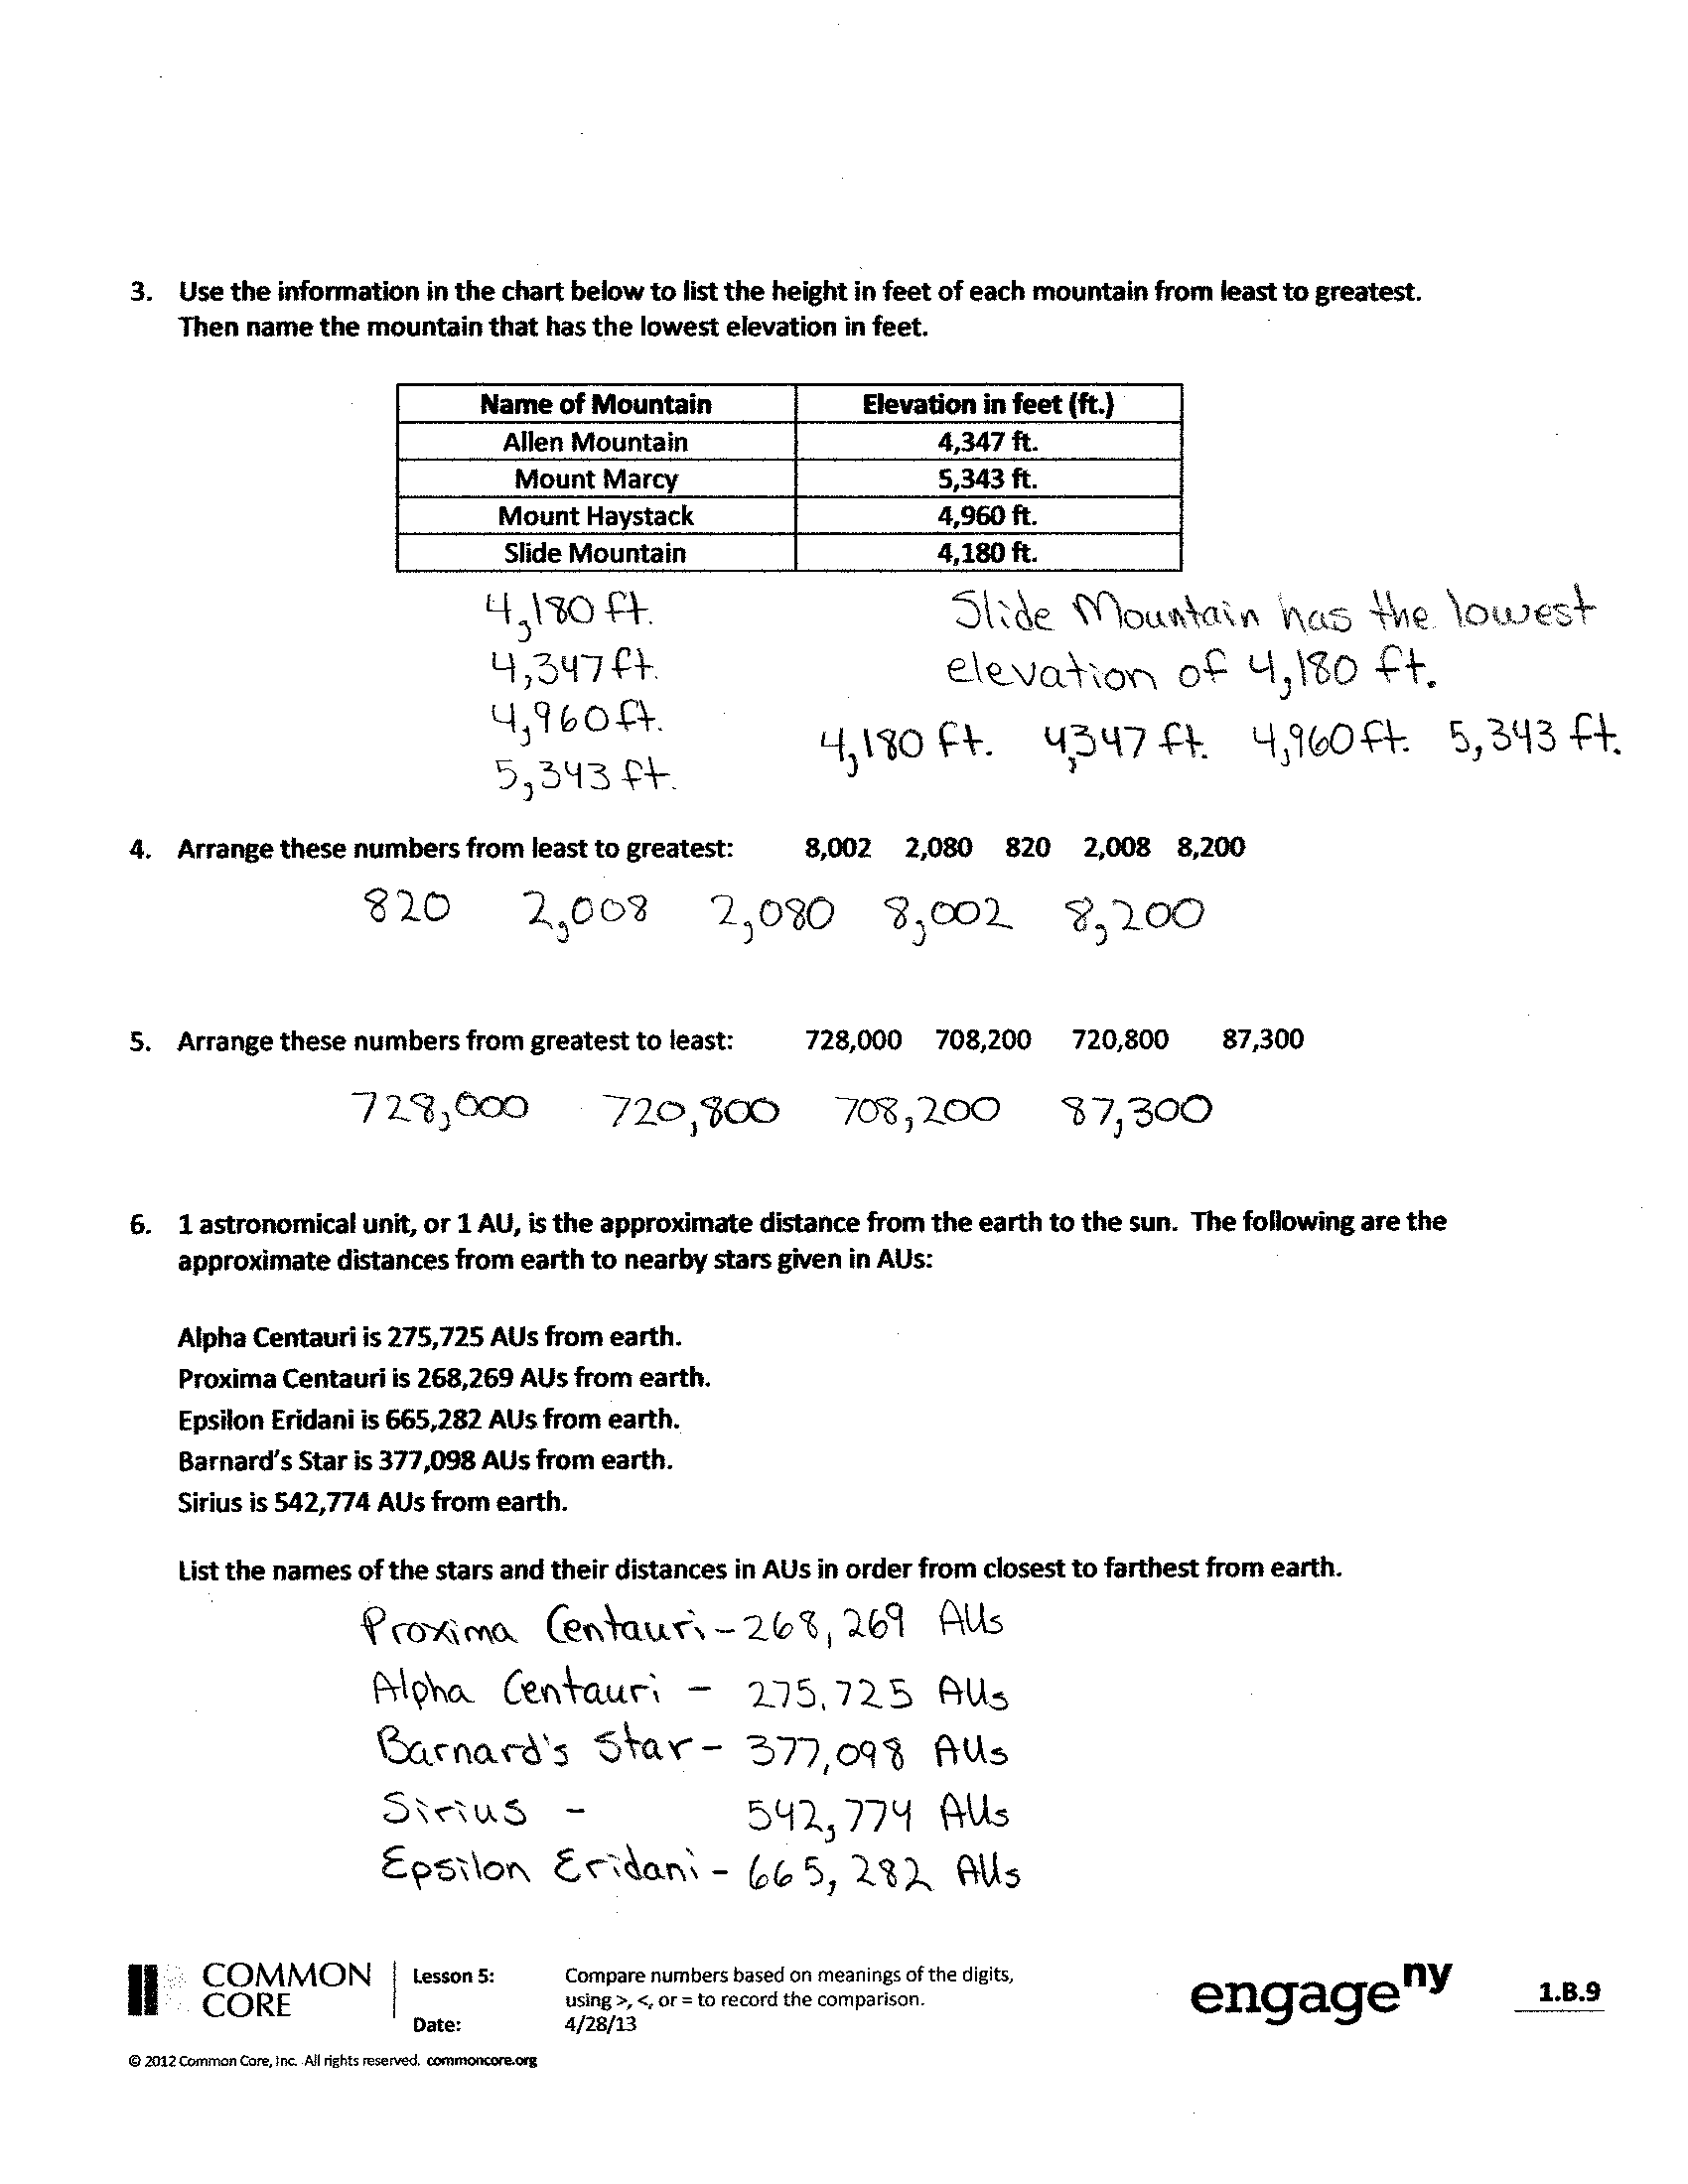 3. Use the information in the chart below to list the height in feet of each mountain from least to greatest.
Then name the mountain that has the lowest elevation in feet.
Name of Mountain Elevation in feet (ft.)
Allen Mountain 4,347 ft.
Mount Marcy 5,343 ft.
Mount Haystack 4,960 ft.
Slide Mountain 4,180 ft.
4,180 ft.
4,347 ft.
4,960 ft.
5,343 ft.
Slide Mountain has the lowest
elevation of 4,180 ft.
4,180 ft. 4,347 ft. 4,960 ft. 5,343 ft.
4. Arrange these numbers from least to greatest: 8,002 2,080 820 2,008 8,200
820 2,008 2,080 8,002 8,200
5. Arrange these numbers from greatest to least: 728,000 708,200 720,800 87,300
728,000 720,800 708,200 87,300
6. 1 astronomical unit, or 1 AU, is the approximate distance from the earth to the sun. The following are the
approximate distances from earth to nearby stars given in AUs:
Alpha Centauri is 275,725 AUs from earth.
Proxima Centauri is 268,269 AUs from earth.
Epsilon Eridani is 665,282 AUs from earth.
Barnard's Star is 377,098 AUs from earth.
Sirius is 542,774 AUs from earth.
List the names of the stars and their distances in AUs in order from closest to farthest from earth.
Proxima Centauri - 268,269 AUs
Alpha Centauri - 275,725 AUs
Barnard's Star - 377,098 AUs
Sirius - 542,774 AUs
Epsilon Eridani - 665,282 AUs
COMMON
CORE
Lesson 5: Compare numbers based on meanings of the digits,
using >, <, or = to record the comparison.
Date: 4/28/13
engageny
1.B.9
© 2012 Common Core, Inc. All rights reserved. commoncore.org